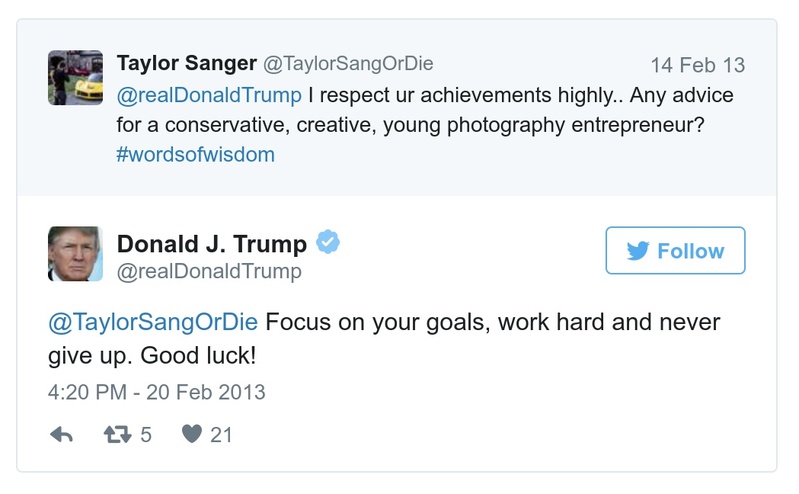 Taylor Sanger @TaylorSangOrDie 14 Feb 13
@realDonaldTrump I respect ur achievements highly.. Any advice
for a conservative, creative, young photography entrepreneur?
#wordsofwisdom
Donald J. Trump
@realDonaldTrump
Follow
@TaylorSangOrDie Focus on your goals, work hard and never
give up. Good luck!
4:20 PM - 20 Feb 2013
5 21